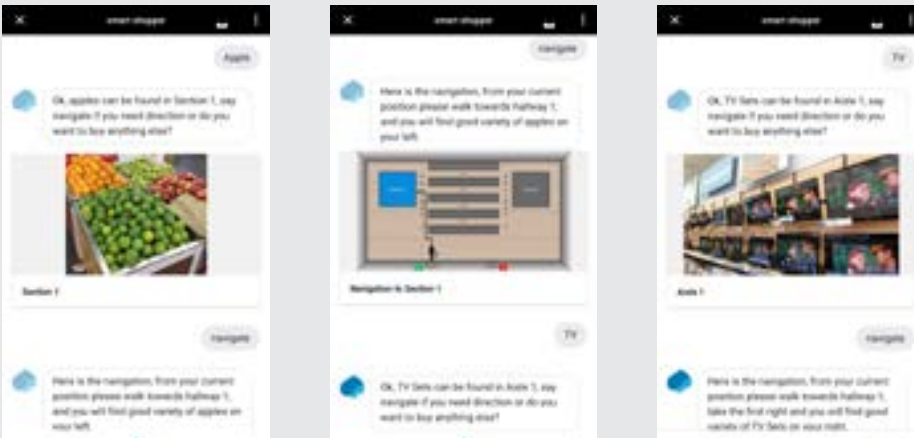 smart shopper
Apple
Ok, apples can be found in Section 1, say
navigate if you need direction or do you
want to buy anything else?
Section 1
navigate
Here is the navigation, from your current
position please walk towards hallway 1,
and you will find good variety of apples on
your left.
smart shopper
navigate
Here is the navigation, from your current
position please walk towards hallway 1,
and you will find good variety of apples on
your left.
Navigation to Section 1
TV
Ok, TV Sets can be found in Aisle 1, say
navigate if you need direction or do you
want to buy anything else?
smart shopper
TV
Ok, TV Sets can be found in Aisle 1, say
navigate if you need direction or do you
want to buy anything else?
Aisle 1
navigate
Here is the navigation, from your current
position please walk towards hallway 1,
take the first right and you will find good
variety of TV Sets on your right.